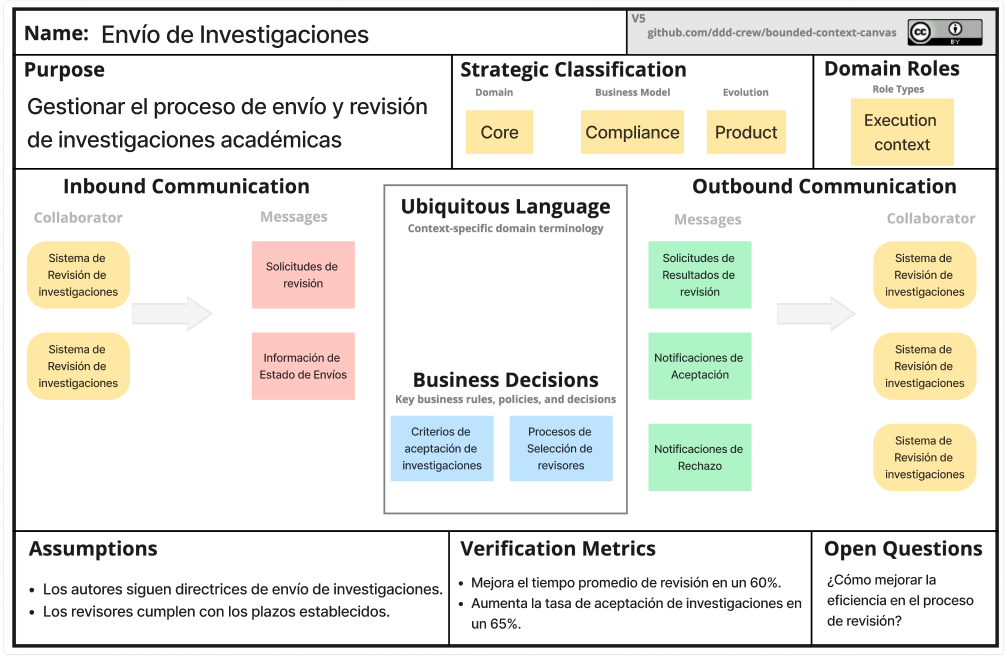 Name: Envío de Investigaciones
V5
github.com/ddd-crew/bounded-context-canvas
cc
BY
Purpose
Gestionar el proceso de envío y revisión
de investigaciones académicas
Strategic Classification
Domain
Business Model
Evolution
Core
Compliance
Product
Domain Roles
Role Types
Execution
context
Inbound Communication
Collaborator
Messages
Sistema de
Revisión de
investigaciones
Solicitudes de
revisión
Sistema de
Revisión de
investigaciones
Información de
Estado de Envíos
Ubiquitous Language
Context-specific domain terminology
Business Decisions
Key business rules, policies, and decisions
Criterios de
aceptación de
investigaciones
Procesos de
Selección de
revisores
Outbound Communication
Messages
Collaborator
Solicitudes de
Resultados de
revisión
Sistema de
Revisión de
investigaciones
Notificaciones de
Aceptación
Sistema de
Revisión de
investigaciones
Notificaciones de
Rechazo
Sistema de
Revisión de
investigaciones
Assumptions
• Los autores siguen directrices de envío de investigaciones.
• Los revisores cumplen con los plazos establecidos.
Verification Metrics
• Mejora el tiempo promedio de revisión en un 60%.
• Aumenta la tasa de aceptación de investigaciones en
un 65%.
Open Questions
¿Cómo mejorar la
eficiencia en el proceso
de revisión?